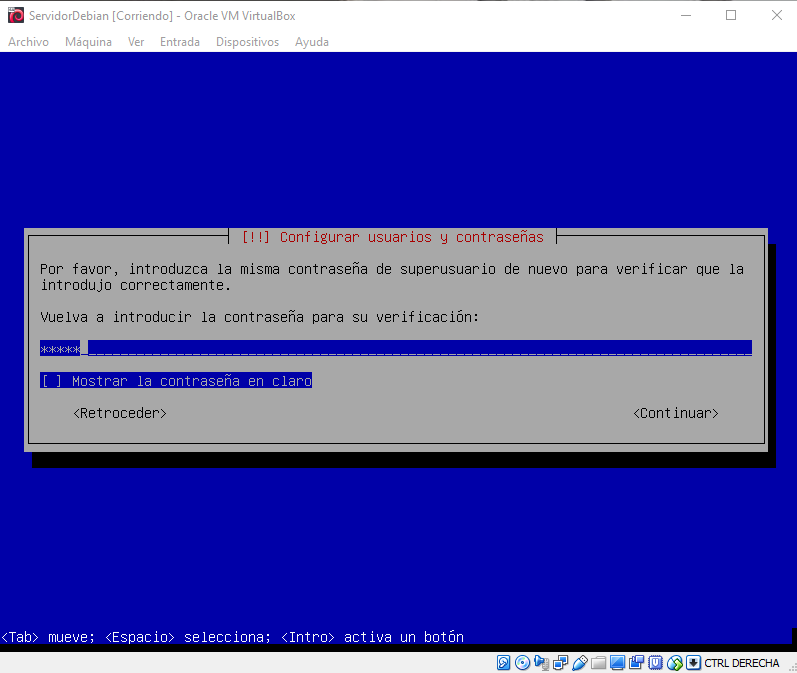 ServidorDebian [Corriendo] - Oracle VM VirtualBox
Archivo Máquina Ver Entrada Dispositivos Ayuda
[!!] Configurar usuarios y contraseñas
Por favor, introduzca la misma contraseña de superusuario de nuevo para verificar que la
introdujo correctamente.
Vuelva a introducir la contraseña para su verificación:
*****
[ ] Mostrar la contraseña en claro
<Retroceder> <Continuar>
<Tab> mueve; <Espacio> selecciona; <Intro> activa un botón
CTRL DERECHA